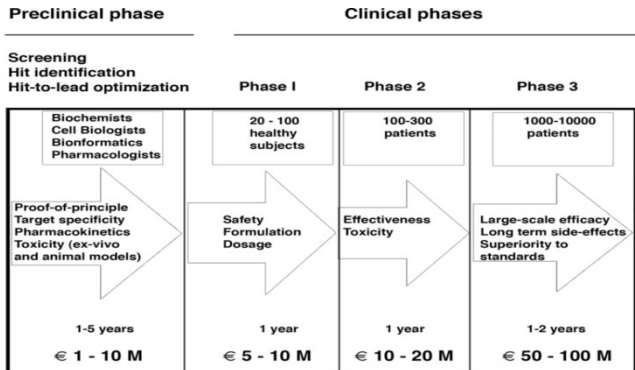 Preclinical phase
Clinical phases
Screening
Hit identification
Hit-to-lead optimization
Phase I
Phase 2
Phase 3
Biochemists
Cell Biologists
Bionformatics
Pharmacologists
20 - 100
healthy
subjects
100-300
patients
1000-10000
patients
Proof-of-principle
Target specificity
Pharmacokinetics
Toxicity (ex-vivo
and animal models)
Safety
Formulation
Dosage
Effectiveness
Toxicity
Large-scale efficacy
Long term side-effects
Superiority to
standards
1-5 years
1 year
1 year
1-2 years
€ 1 - 10 M
€ 5 - 10 M
€ 10 - 20 M
€ 50 - 100 M